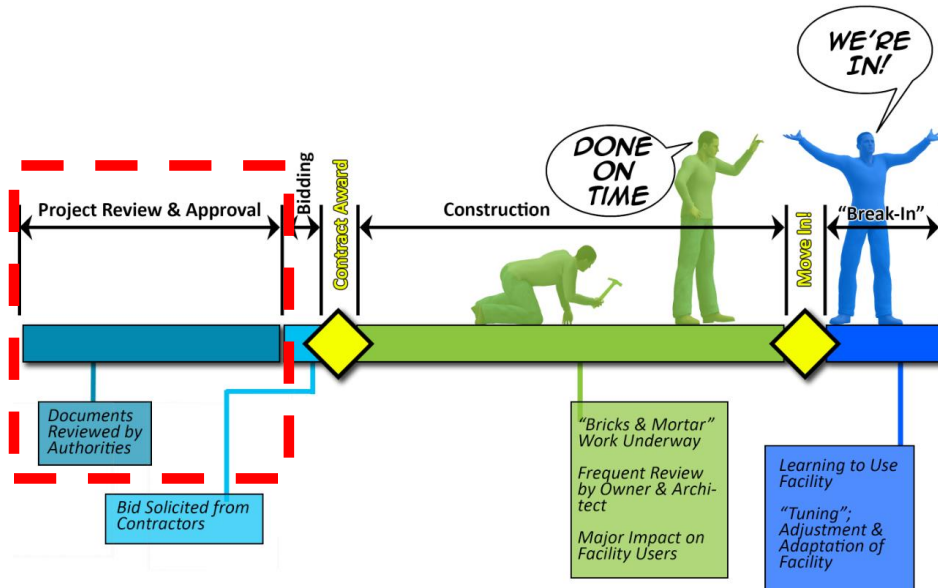 WE'RE
IN!
DONE
ON
TIME
Project Review & Approval
Bidding
Contract Award
Construction
Move In!
“Break-In”
Documents
Reviewed by
Authorities
Bid Solicited from
Contractors
“Bricks & Mortar”
Work Underway
Frequent Review
by Owner & Archi-
tect
Major Impact on
Facility Users
Learning to Use
Facility
“Tuning”;
Adjustment &
Adaptation of
Facility